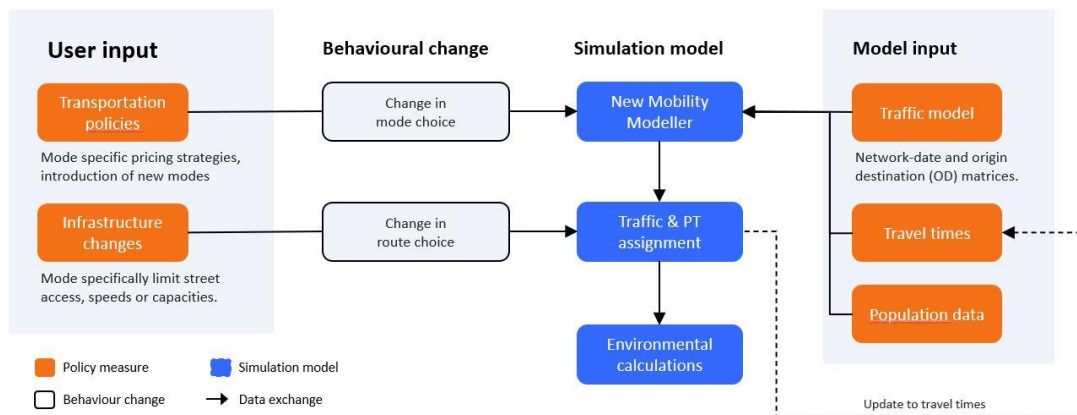 User input
Behavioural change
Simulation model
Model input
Transportation
policies
Change in
mode choice
New Mobility
Modeller
Traffic model
Mode specific pricing strategies,
introduction of new modes
Network-date and origin
destination (OD) matrices.
Infrastructure
changes
Change in
route choice
Traffic & PT
assignment
Travel times
Mode specifically limit street
access, speeds or capacities.
Environmental
calculations
Population data
Policy measure
Simulation model
Behaviour change
Data exchange
Update to travel times